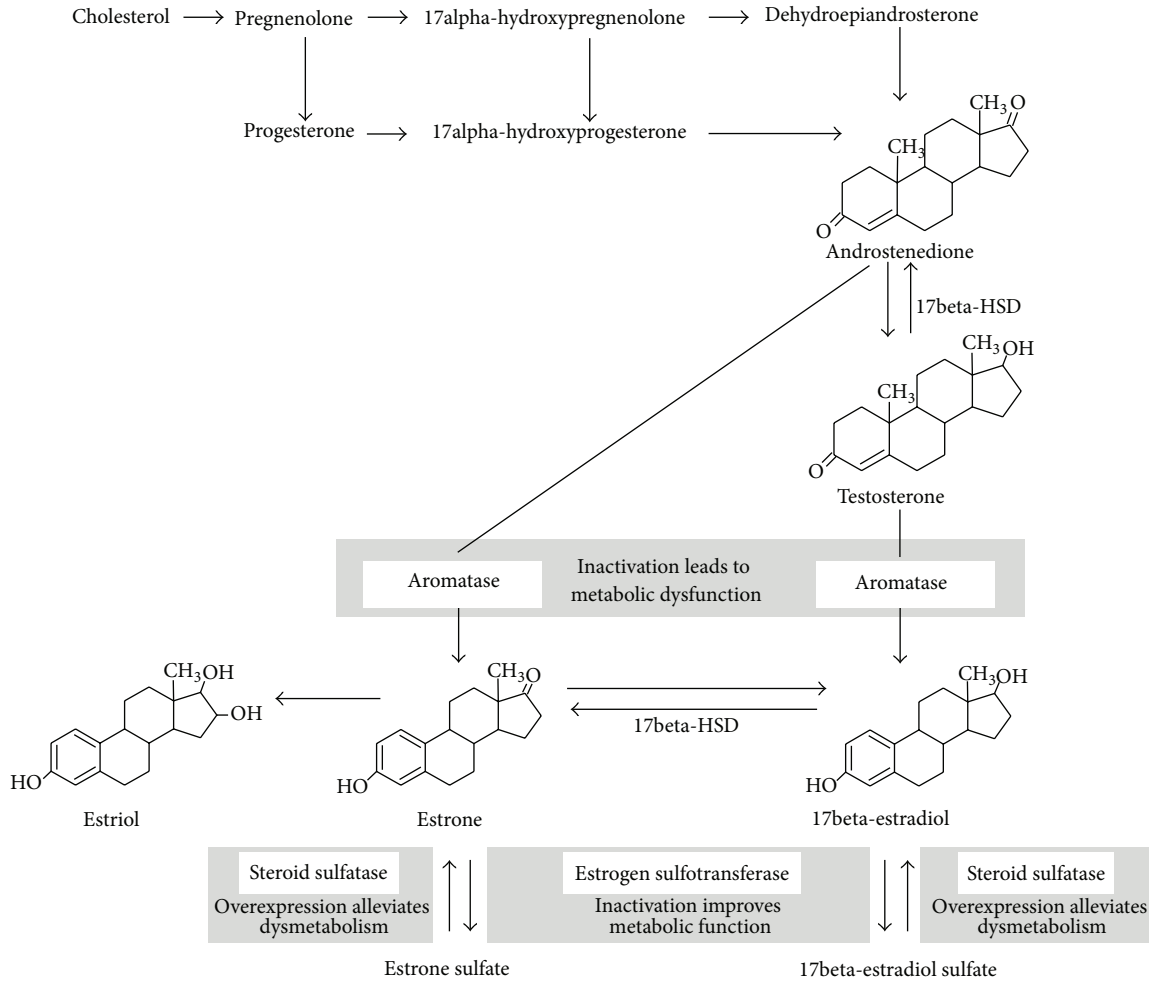 Cholesterol
Pregnenolone
17alpha-hydroxypregnenolone
Dehydroepiandrosterone
Progesterone
17alpha-hydroxyprogesterone
CH3
O
CH3
O
Androstenedione
17beta-HSD
CH3
OH
CH3
O
Testosterone
Aromatase
Inactivation leads to
metabolic dysfunction
Aromatase
CH3
OH
OH
HO
Estriol
CH3
O
HO
Estrone
17beta-HSD
CH3
OH
HO
17beta-estradiol
Steroid sulfatase
Overexpression alleviates
dysmetabolism
Estrogen sulfotransferase
Inactivation improves
metabolic function
Steroid sulfatase
Overexpression alleviates
dysmetabolism
Estrone sulfate
17beta-estradiol sulfate